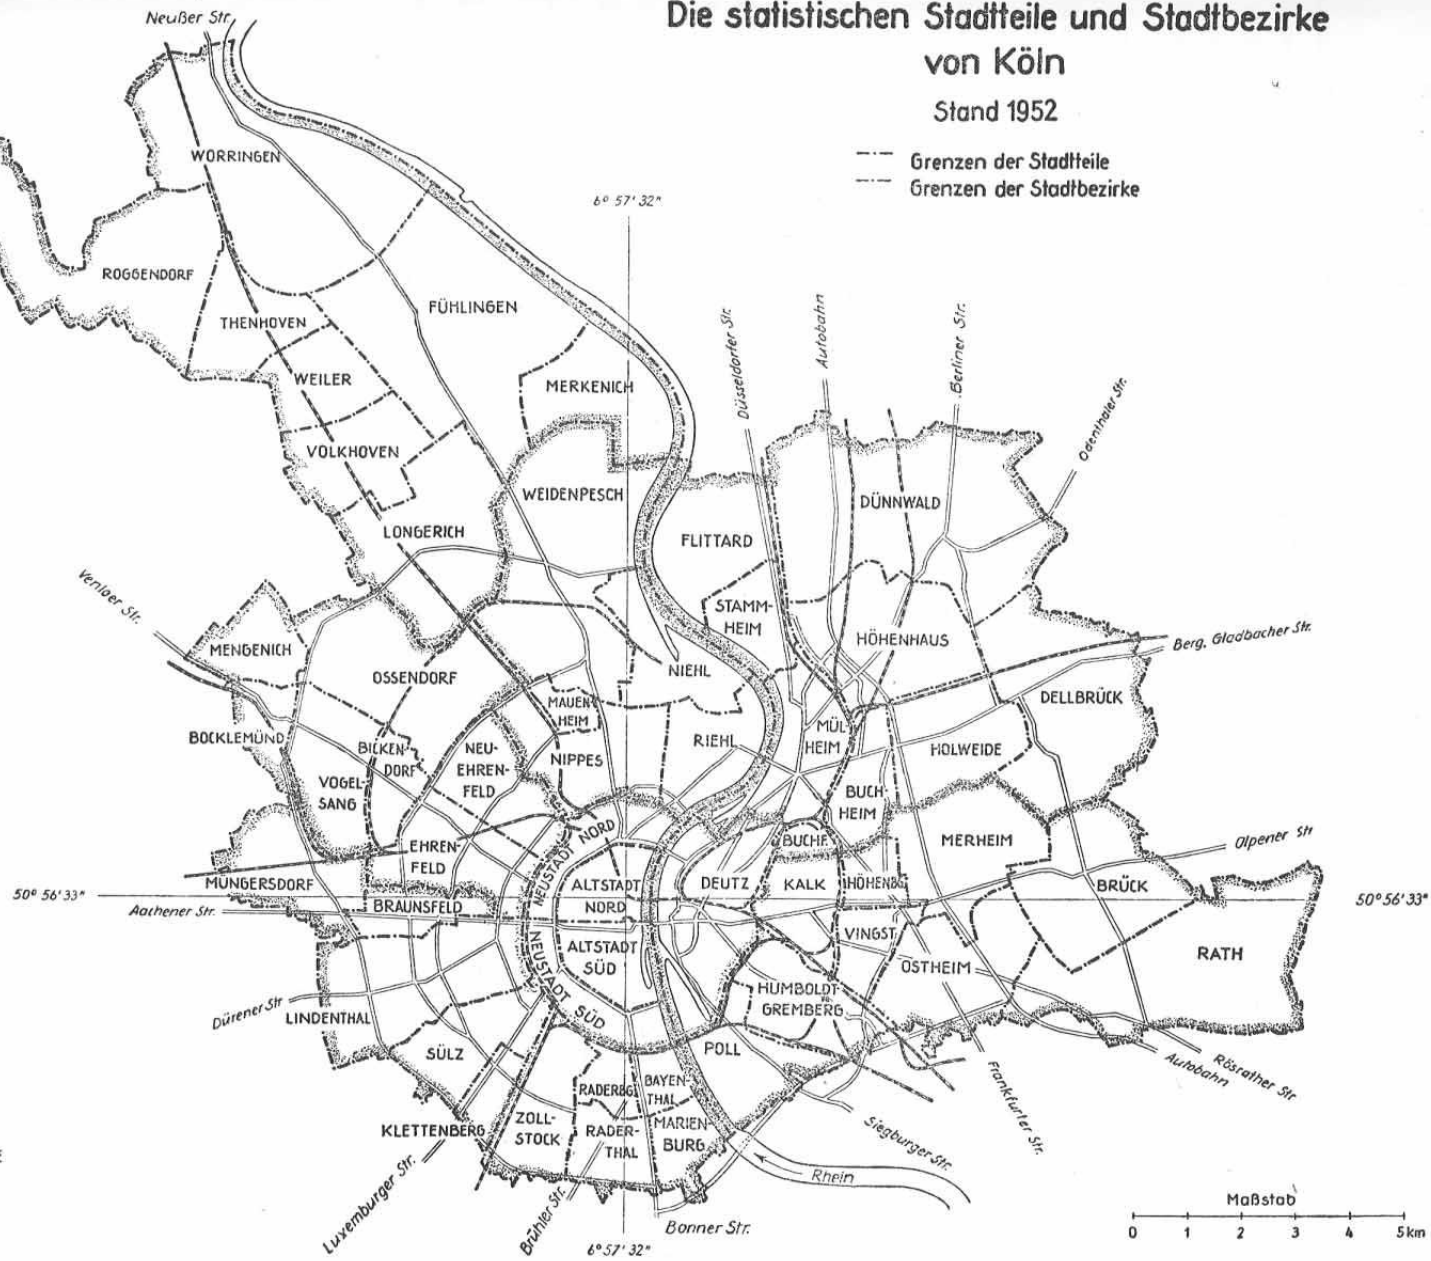 Die statistischen Stadtteile und Stadtbezirke
von Köln
Stand 1952
Grenzen der Stadtteile
Grenzen der Stadtbezirke
Neußer Str.
WORRINGEN
6° 57' 32"
ROGGENDORF
FÜHLINGEN
THENHOVEN
WEILER
MERKENICH
Düsseldorfer Str.
Autobahn
Berliner Str.
Odenthaler Str.
VOLKHOVEN
WEIDENPESCH
DÜNNWALD
LONGERICH
FLITTARD
Venloer Str.
STAMM-
HEIM
HÖHENHAUS
Berg. Gladbacher Str.
MENGENICH
OSSENDORF
NIEHL
DELLBRÜCK
MAUEN-
HEIM
BOCKLEMÜND
BICKEN-
DORF
NEU-
EHREN-
FELD
NIPPES
RIEHL
MÜL-
HEIM
HOLWEIDE
VOGEL-
SANG
BUCH
HEIM
EHREN-
FELD
NEUSTADT NORD
BUCHF.
MERHEIM
Olpener Str
MÜNGERSDORF
ALTSTADT
NORD
DEUTZ
KALK
HÖHENBG.
BRÜCK
50° 56' 33"
50° 56' 33"
Aachener Str.
BRAUNSFELD
VINGST
ALTSTADT
SÜD
NEUSTADT SÜD
OSTHEIM
RATH
HUMBOLDT-
GREMBERG
Dürener Str
LINDENTHAL
SÜLZ
POLL
RADERBG.
BAYEN-
THAL
Autobahn
Rösrather Str
Frankfurter Str.
KLETTENBERG
ZOLL-
STOCK
RADER-
THAL
MARIEN-
BURG
Siegburger Str.
Rhein
Luxemburger Str.
Brühler Str.
Bonner Str.
6° 57' 32"
Maßstab
0 1 2 3 4 5 km